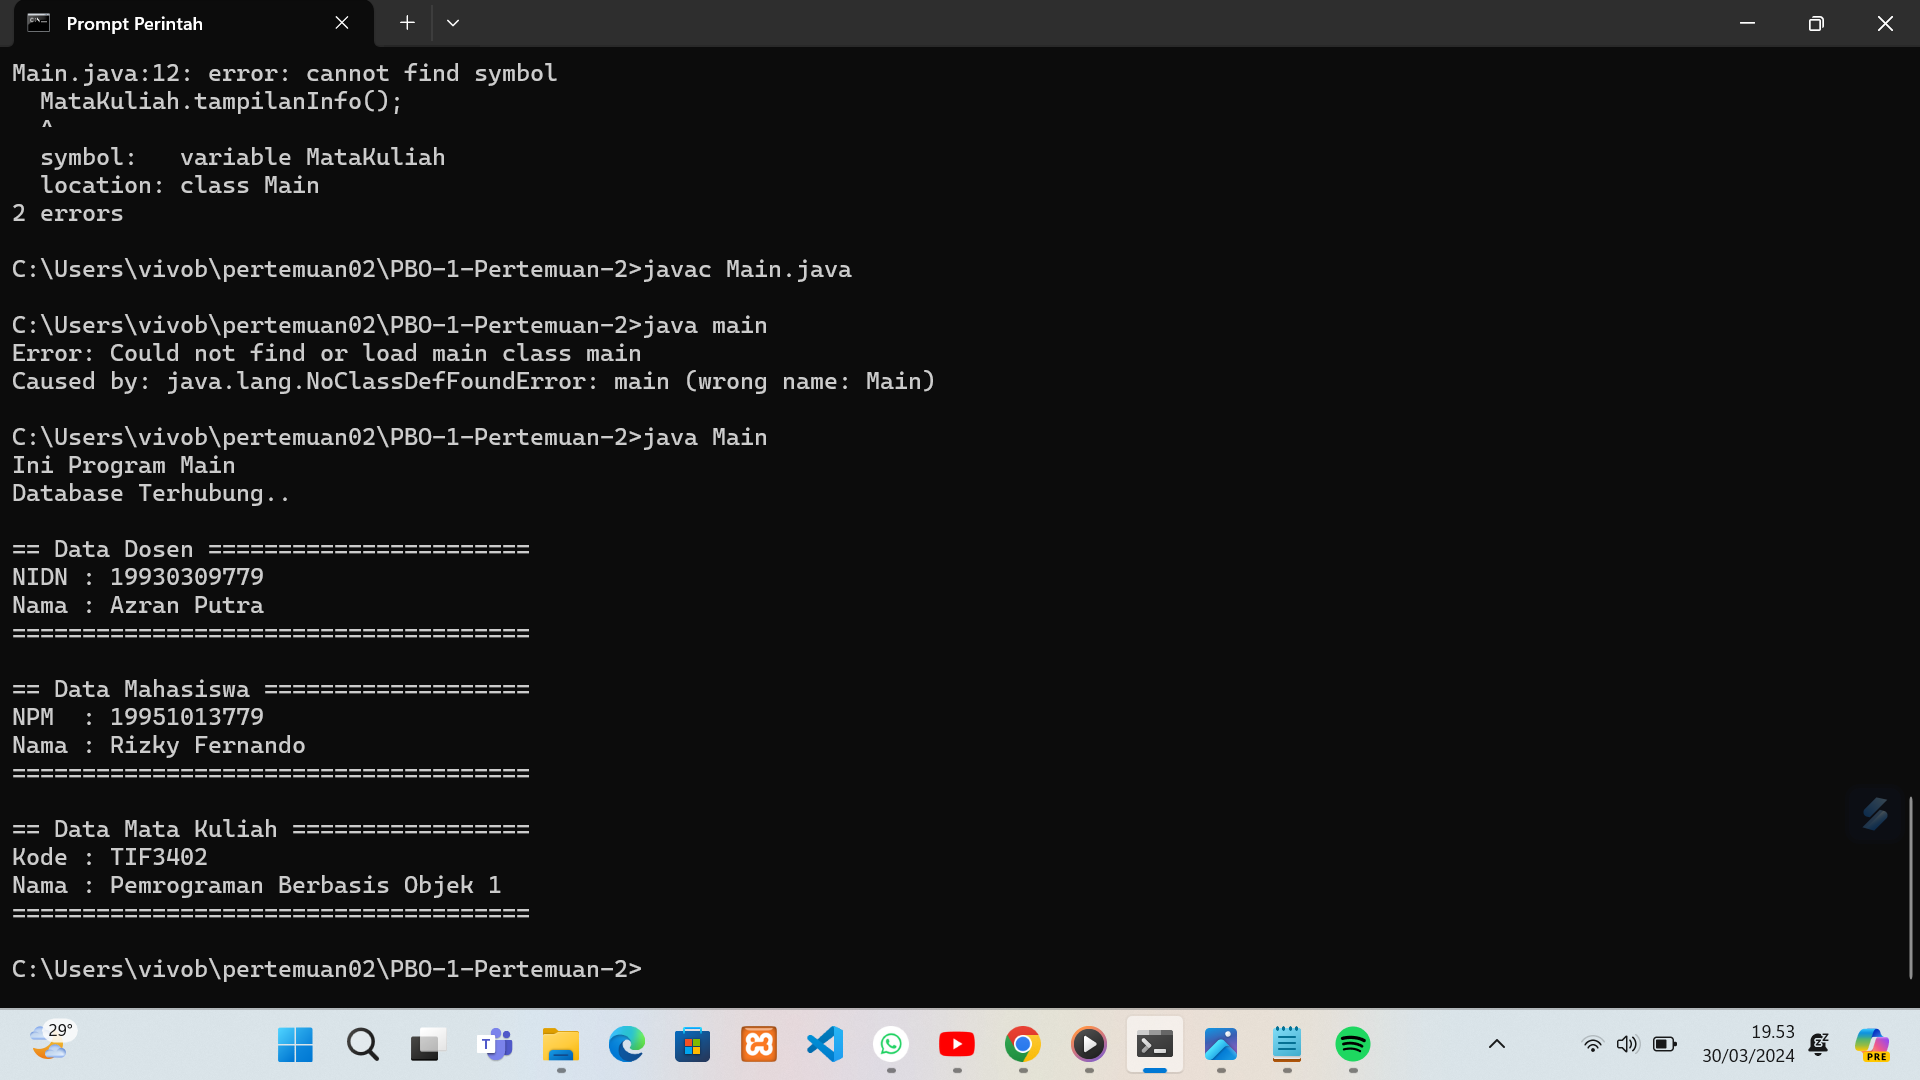 Prompt Perintah
Main.java:12: error: cannot find symbol
  MataKuliah.tampilanInfo();
  ^
  symbol:   variable MataKuliah
  location: class Main
2 errors

C:\Users\vivob\pertemuan02\PBO-1-Pertemuan-2>javac Main.java

C:\Users\vivob\pertemuan02\PBO-1-Pertemuan-2>java main
Error: Could not find or load main class main
Caused by: java.lang.NoClassDefFoundError: main (wrong name: Main)

C:\Users\vivob\pertemuan02\PBO-1-Pertemuan-2>java Main
Ini Program Main
Database Terhubung..

== Data Dosen =======================
NIDN : 19930309779
Nama : Azran Putra
=====================================

== Data Mahasiswa ===================
NPM  : 19951013779
Nama : Rizky Fernando
=====================================

== Data Mata Kuliah =================
Kode : TIF3402
Nama : Pemrograman Berbasis Objek 1
=====================================

C:\Users\vivob\pertemuan02\PBO-1-Pertemuan-2>
29°
19.53
30/03/2024
PRE